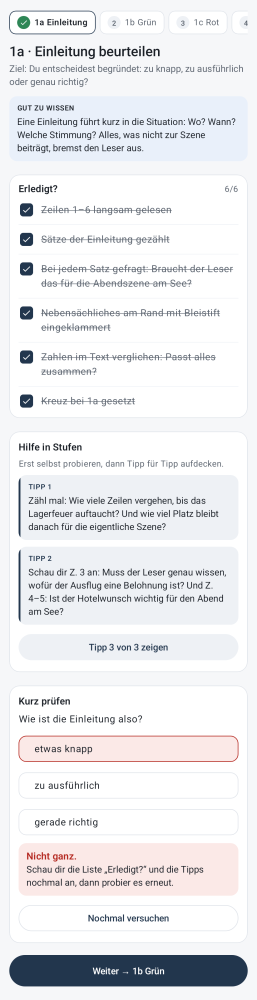 1a Einleitung
2 1b Grün
3 1c Rot
4
1a · Einleitung beurteilen
Ziel: Du entscheidest begründet: zu knapp, zu ausführlich
oder genau richtig?
GUT ZU WISSEN
Eine Einleitung führt kurz in die Situation: Wo? Wann?
Welche Stimmung? Alles, was nicht zur Szene
beiträgt, bremst den Leser aus.
Erledigt? 6/6
Zeilen 1–6 langsam gelesen
Sätze der Einleitung gezählt
Bei jedem Satz gefragt: Braucht der Leser
das für die Abendszene am See?
Nebensächliches am Rand mit Bleistift
eingeklammert
Zahlen im Text verglichen: Passt alles
zusammen?
Kreuz bei 1a gesetzt
Hilfe in Stufen
Erst selbst probieren, dann Tipp für Tipp aufdecken.
TIPP 1
Zähl mal: Wie viele Zeilen vergehen, bis das
Lagerfeuer auftaucht? Und wie viel Platz bleibt
danach für die eigentliche Szene?
TIPP 2
Schau dir Z. 3 an: Muss der Leser genau wissen,
wofür der Ausflug eine Belohnung ist? Und Z.
4–5: Ist der Hotelwunsch wichtig für den Abend
am See?
Tipp 3 von 3 zeigen
Kurz prüfen
Wie ist die Einleitung also?
etwas knapp
zu ausführlich
gerade richtig
Nicht ganz.
Schau dir die Liste „Erledigt?“ und die Tipps
nochmal an, dann probier es erneut.
Nochmal versuchen
Weiter → 1b Grün